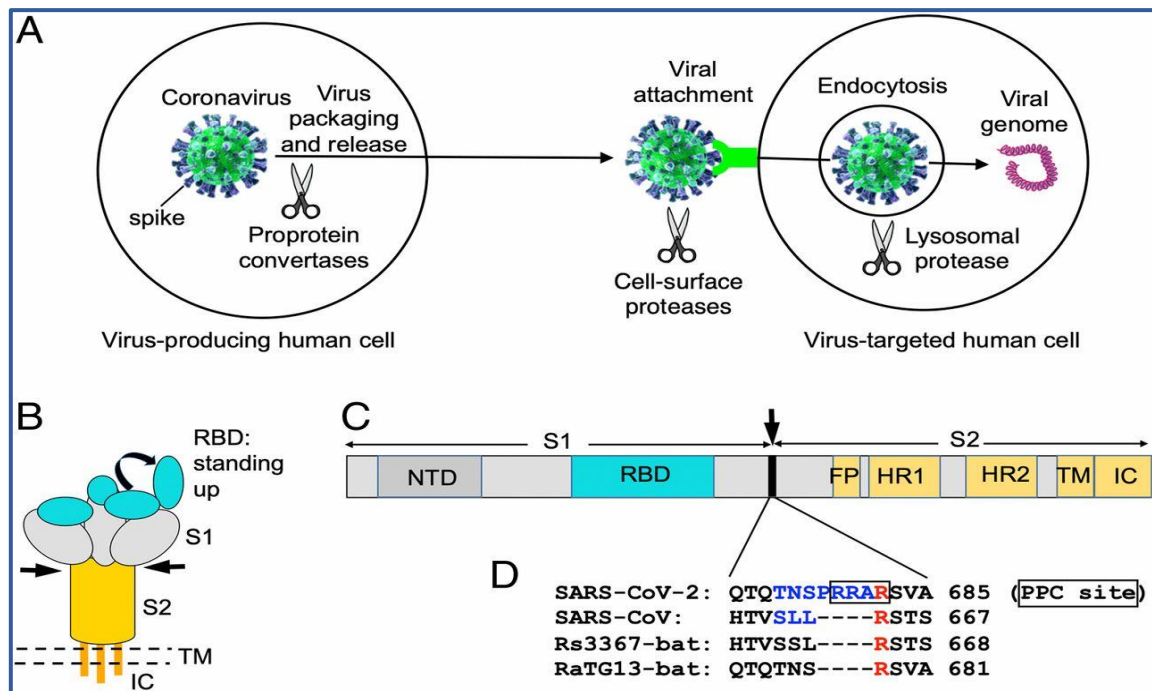 A
Coronavirus
Virus
packaging
and release
spike
Proprotein
convertases
Virus-producing human cell
Viral
attachment
Cell-surface
proteases
Endocytosis
Viral
genome
Lysosomal
protease
Virus-targeted human cell
B
RBD:
standing
up
S1
S2
TM
IC
C
S1
S2
NTD
RBD
FP
HR1
HR2
TM
IC
D
SARS-CoV-2: QTQTNSPRRARSVA 685 (PPC site)
SARS-CoV: HTVSLL----RSTS 667
Rs3367-bat: HTVSSL----RSTS 668
RaTG13-bat: QTQTNS----RSVA 681